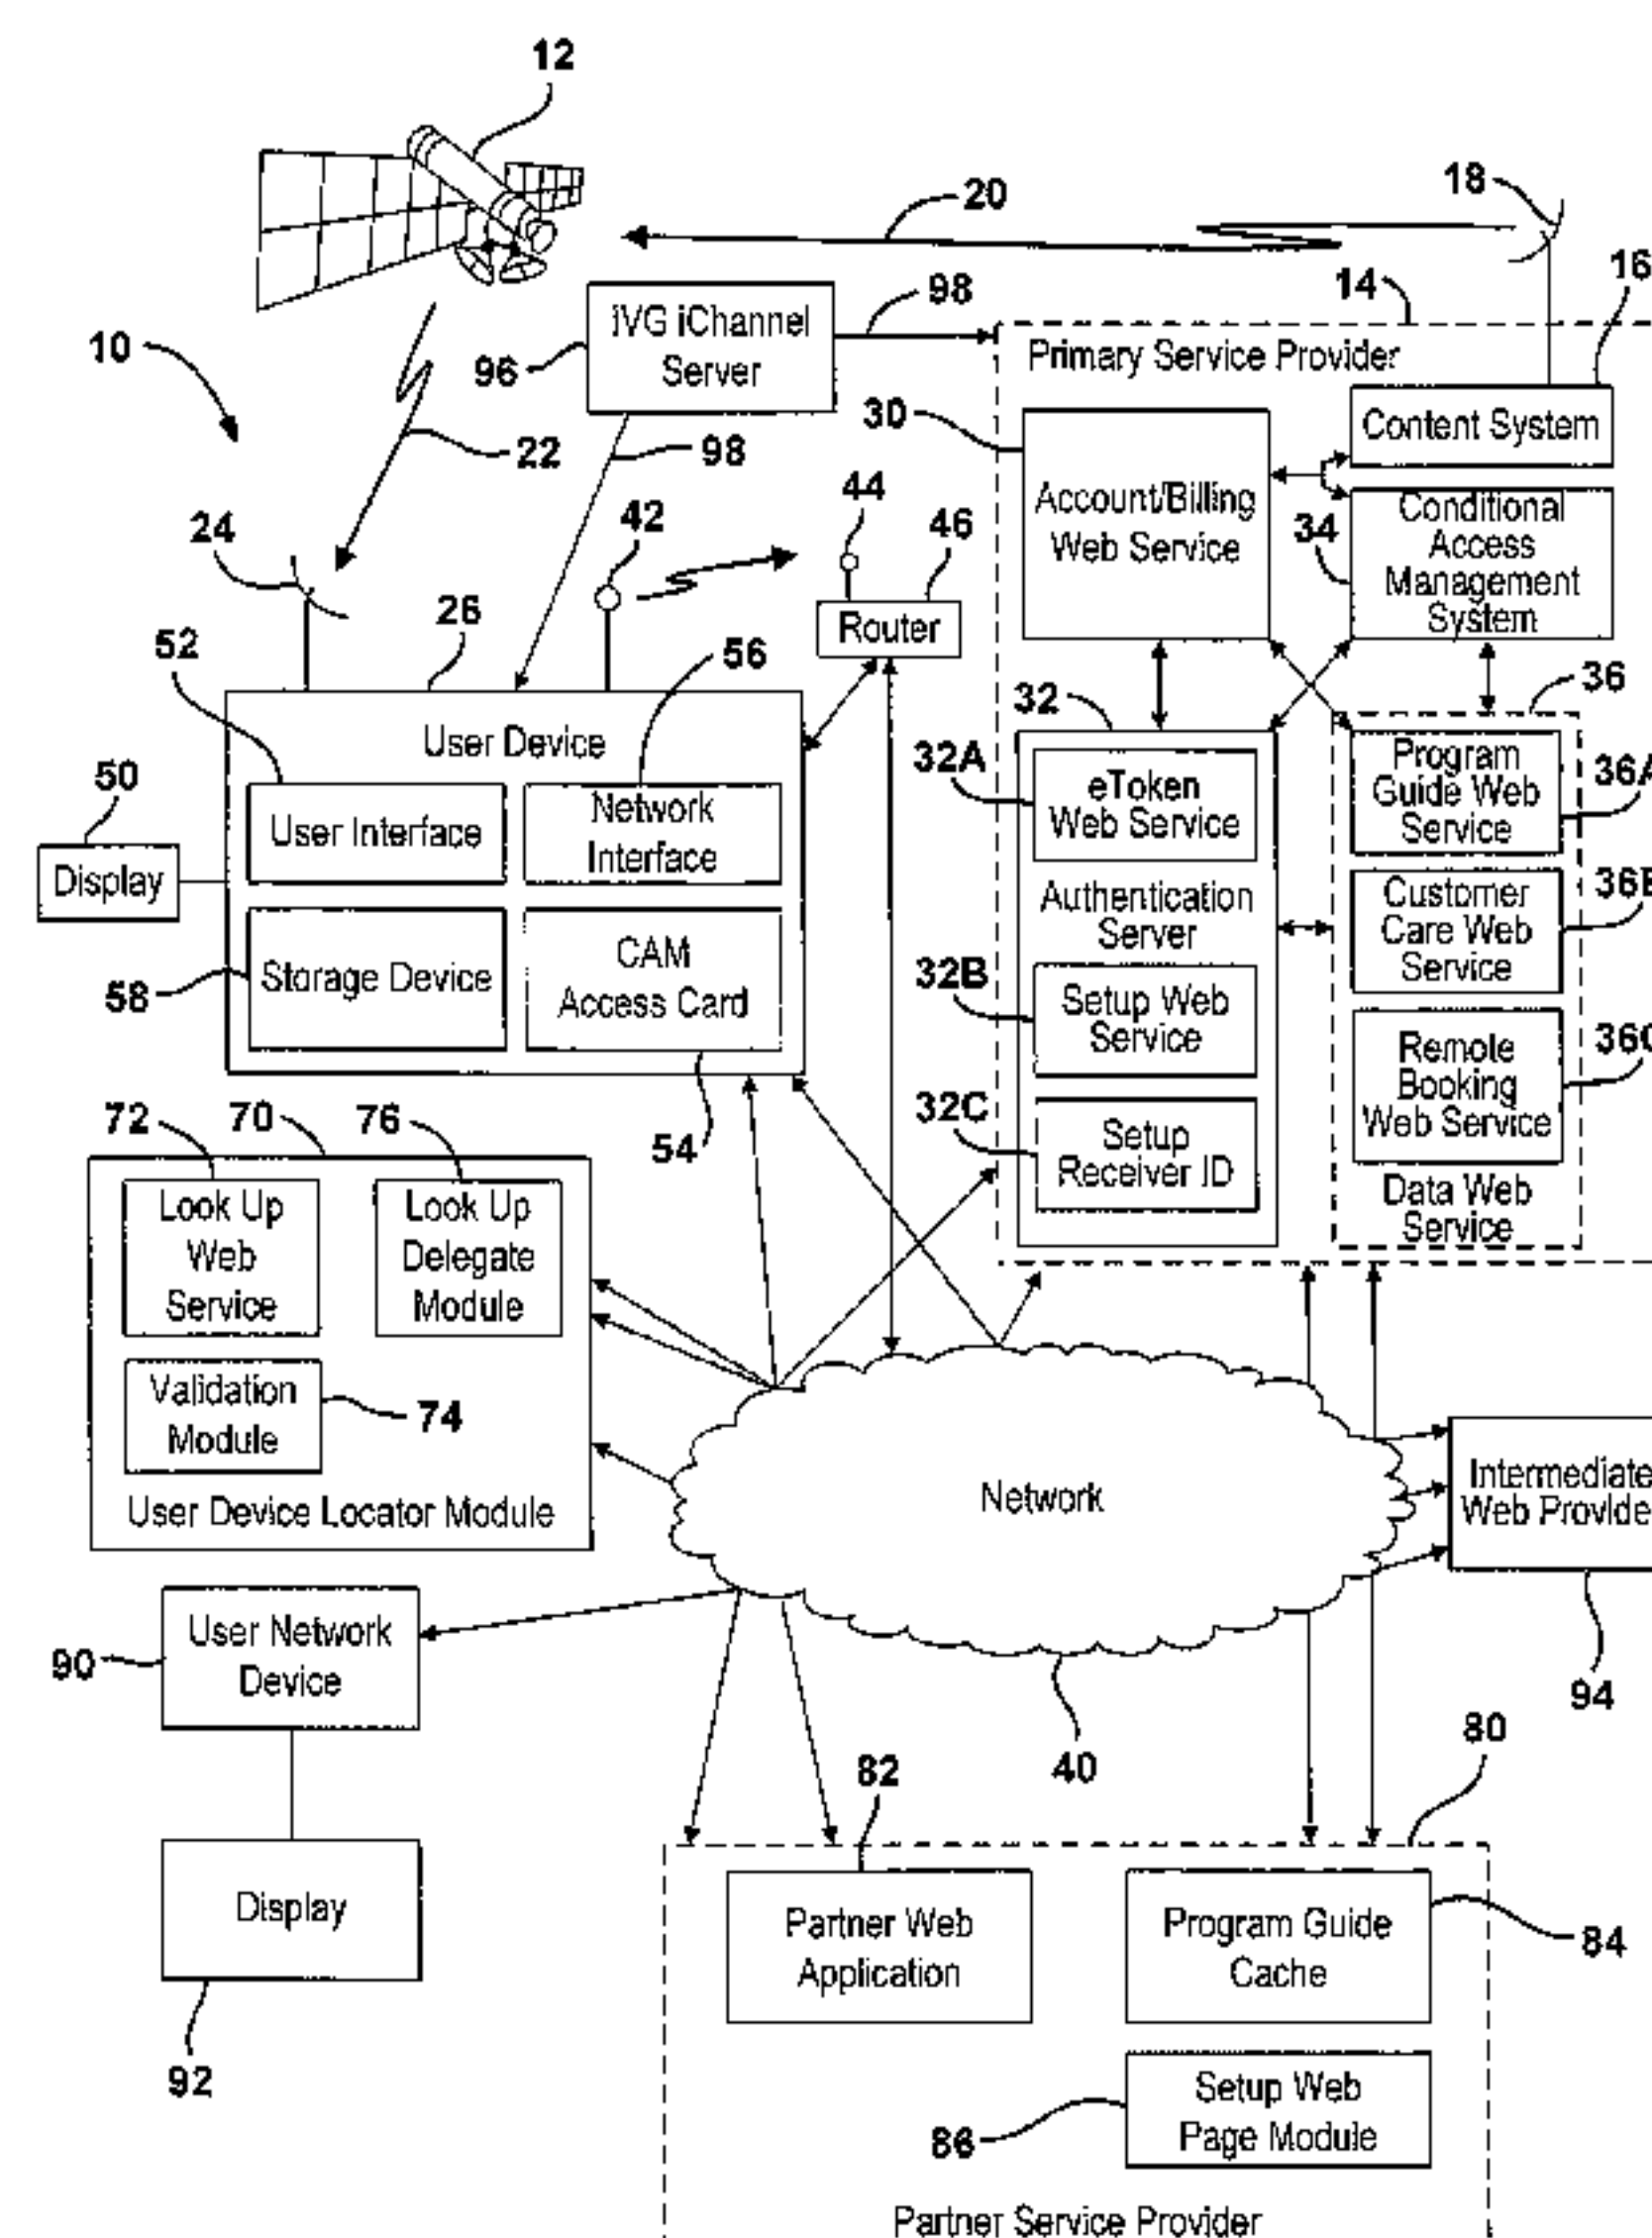 12
20
18
16
14
10
iVG iChannel
Server
96
98
98
22
Primary Service Provider
30
Content System
Account/Billing
Web Service
34
Conditional
Access
Management
System
24
42
44
46
Router
26
52
56
User Device
User Interface
Network
Interface
50
Display
58
Storage Device
CAM
Access Card
54
32
36
32A
eToken
Web Service
Authentication
Server
32B
Setup Web
Service
32C
Setup
Receiver ID
Program
Guide Web
Service
36A
Customer
Care Web
Service
36B
Remote
Booking
Web Service
36C
Data Web
Service
72
70
76
Look Up
Web
Service
Look Up
Delegate
Module
Validation
Module
74
User Device Locator Module
Network
40
Intermediate
Web Provide
94
90
User Network
Device
Display
92
80
82
Partner Web
Application
Program Guide
Cache
84
Setup Web
Page Module
86
Partner Service Provider